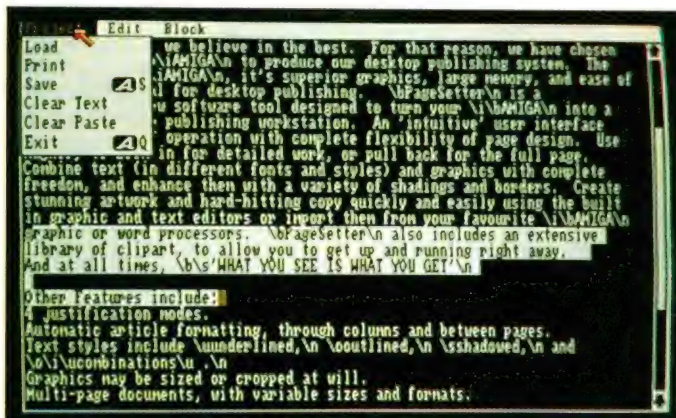 Edit Block
Load
Print
Save A S
Clear Text
Clear Paste
Exit A Q
we believe in the best. For that reason, we have chosen
\iAMIGA\n to produce our desktop publishing system. The
\iAMIGA\n, it's superior graphics, large memory, and ease of
l for desktop publishing. \bPageSetter\n is a
w software tool designed to turn your \i\bAMIGA\n into a
publishing workstation. An 'intuitive' user interface
operation with complete flexibility of page design. Use
in for detailed work, or pull back for the full page.
Combine text (in different fonts and styles) and graphics with complete
freedom, and enhance them with a variety of shadings and borders. Create
stunning artwork and hard-hitting copy quickly and easily using the built
in graphic and text editors or import them from your favourite \i\bAMIGA\n
graphic or word processors. \bPageSetter\n also includes an extensive
library of clipart, to allow you to get up and running right away.
And at all times, \b\s'WHAT YOU SEE IS WHAT YOU GET'\n
Other Features include:
4 justification modes.
Automatic article formatting, through columns and between pages.
Text styles include \uunderlined,\n \ooutlined,\n \sshadowed,\n and
\o\i\ucombinations\u .\n
Graphics may be sized or cropped at will.
Multi-page documents, with variable sizes and formats.